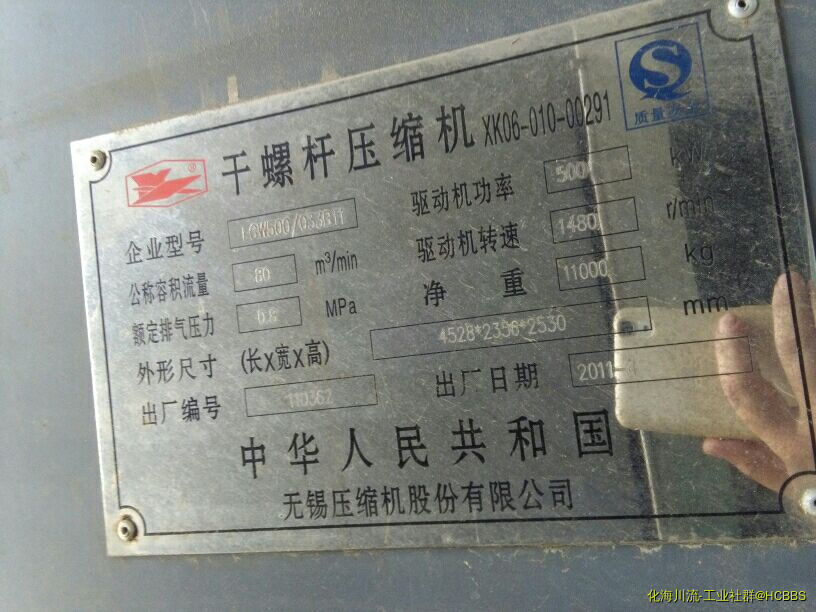 干螺杆压缩机 XK06-010-00291
质量安全
企业型号
驱动机功率 500 kW
公称容积流量 80 m³/min
驱动机转速 1480 r/min
额定排气压力 0.8 MPa
净 重 11000 kg
外形尺寸 (长X宽X高) 4528*2356*2530 mm
出厂编号 110362
出厂日期 2011-
中华人民共和国
无锡压缩机股份有限公司
化海川流-工业社群@HCBBS